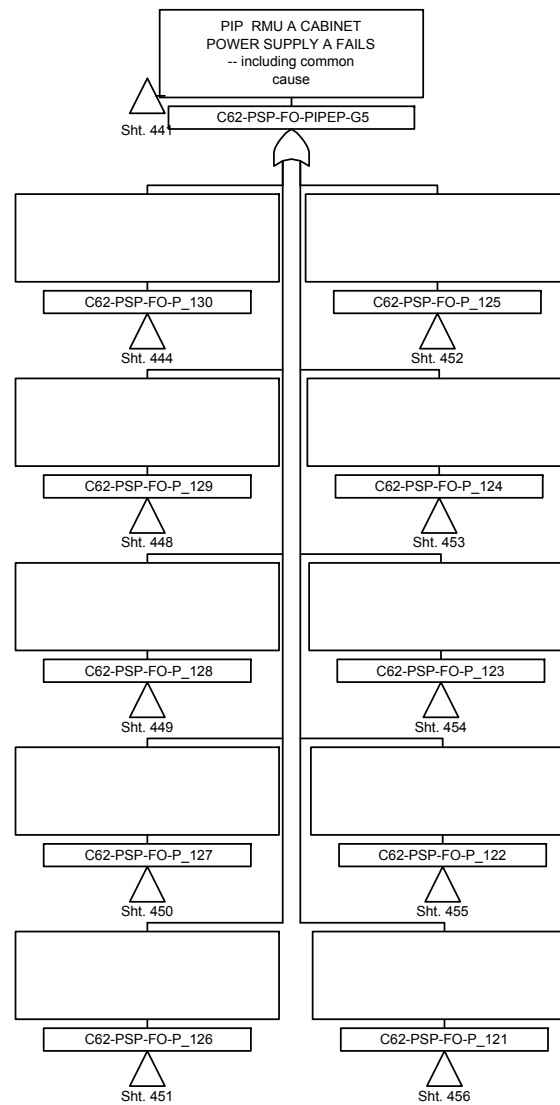 PIP RMU A CABINET
POWER SUPPLY A FAILS
-- including common
cause
Sht. 441
C62-PSP-FO-PIPEP-G5
C62-PSP-FO-P_130
Sht. 444
C62-PSP-FO-P_125
Sht. 452
C62-PSP-FO-P_129
Sht. 448
C62-PSP-FO-P_124
Sht. 453
C62-PSP-FO-P_128
Sht. 449
C62-PSP-FO-P_123
Sht. 454
C62-PSP-FO-P_127
Sht. 450
C62-PSP-FO-P_122
Sht. 455
C62-PSP-FO-P_126
Sht. 451
C62-PSP-FO-P_121
Sht. 456